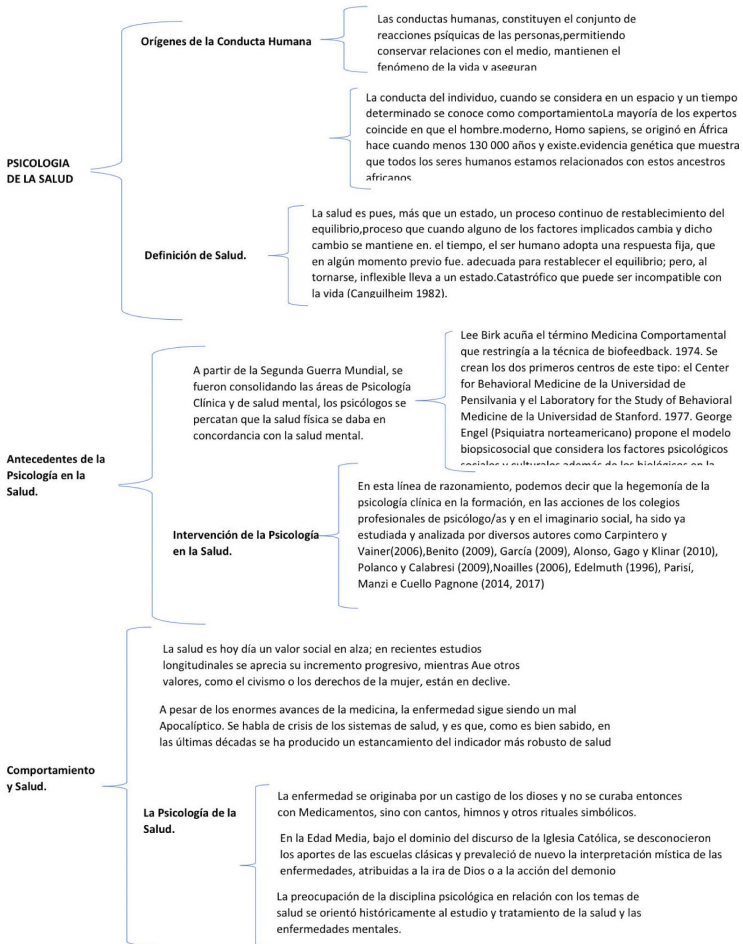 Orígenes de la Conducta Humana
Las conductas humanas, constituyen el conjunto de
reacciones psíquicas de las personas,permitiendo
conservar relaciones con el medio, mantienen el
fenómeno de la vida y aseguran
PSICOLOGIA
DE LA SALUD
La conducta del individuo, cuando se considera en un espacio y un tiempo
determinado se conoce como comportamientoLa mayoría de los expertos
coincide en que el hombre.moderno, Homo sapiens, se originó en África
hace cuando menos 130 000 años y existe.evidencia genética que muestra
que todos los seres humanos estamos relacionados con estos ancestros
africanos.
Definición de Salud.
La salud es pues, más que un estado, un proceso continuo de restablecimiento del
equilibrio,proceso que cuando alguno de los factores implicados cambia y dicho
cambio se mantiene en. el tiempo, el ser humano adopta una respuesta fija, que
en algún momento previo fue. adecuada para restablecer el equilibrio; pero, al
tornarse, inflexible lleva a un estado.Catastrófico que puede ser incompatible con
la vida (Canguilheim 1982).
Antecedentes de la
Psicología en la
Salud.
A partir de la Segunda Guerra Mundial, se
fueron consolidando las áreas de Psicología
Clínica y de salud mental, los psicólogos se
percatan que la salud física se daba en
concordancia con la salud mental.
Lee Birk acuña el término Medicina Comportamental
que restringía a la técnica de biofeedback. 1974. Se
crean los dos primeros centros de este tipo: el Center
for Behavioral Medicine de la Universidad de
Pensilvania y el Laboratory for the Study of Behavioral
Medicine de la Universidad de Stanford. 1977. George
Engel (Psiquiatra norteamericano) propone el modelo
biopsicosocial que considera los factores psicológicos
sociales y culturales además de los biológicos en la
Intervención de la Psicología
en la Salud.
En esta línea de razonamiento, podemos decir que la hegemonía de la
psicología clínica en la formación, en las acciones de los colegios
profesionales de psicólogo/as y en el imaginario social, ha sido ya
estudiada y analizada por diversos autores como Carpintero y
Vainer(2006),Benito (2009), García (2009), Alonso, Gago y Klinar (2010),
Polanco y Calabresi (2009),Noailles (2006), Edelmuth (1996), Parisí,
Manzi e Cuello Pagnone (2014, 2017)
Comportamiento
y Salud.
La salud es hoy día un valor social en alza; en recientes estudios
longitudinales se aprecia su incremento progresivo, mientras Aue otros
valores, como el civismo o los derechos de la mujer, están en declive.
A pesar de los enormes avances de la medicina, la enfermedad sigue siendo un mal
Apocalíptico. Se habla de crisis de los sistemas de salud, y es que, como es bien sabido, en
las últimas décadas se ha producido un estancamiento del indicador más robusto de salud
La Psicología de la
Salud.
La enfermedad se originaba por un castigo de los dioses y no se curaba entonces
con Medicamentos, sino con cantos, himnos y otros rituales simbólicos.
En la Edad Media, bajo el dominio del discurso de la Iglesia Católica, se desconocieron
los aportes de las escuelas clásicas y prevaleció de nuevo la interpretación mística de las
enfermedades, atribuidas a la ira de Dios o a la acción del demonio
La preocupación de la disciplina psicológica en relación con los temas de
salud se orientó históricamente al estudio y tratamiento de la salud y las
enfermedades mentales.